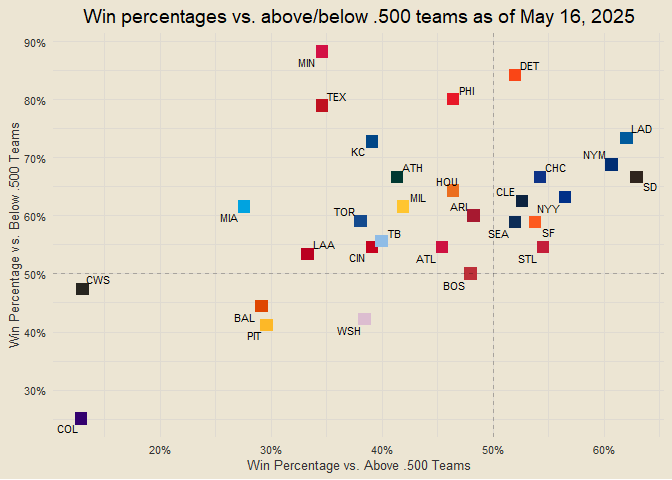 Win percentages vs. above/below .500 teams as of May 16, 2025
Win Percentage vs. Below .500 Teams
90%
80%
70%
60%
50%
40%
30%
MIN
DET
TEX
PHI
KC
LAD
NYM
ATH
CHC
SD
HOU
CLE
MIA
MIL
TOR
ARI
NYY
SEA
SF
TB
LAA
CIN
ATL
STL
CWS
BOS
BAL
PIT
WSH
COL
20%
30%
40%
50%
60%
Win Percentage vs. Above .500 Teams